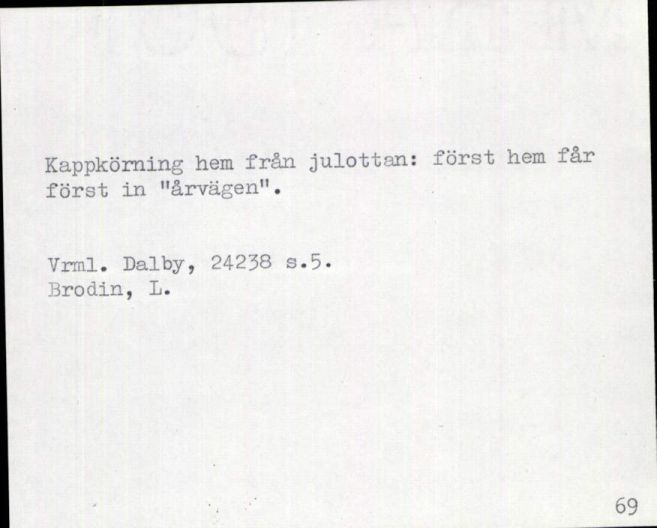 Kappkörning hem från julottan: först hem får
först in "årvägen".
Vrml. Dalby, 24238 s.5.
Brodin, L.
69